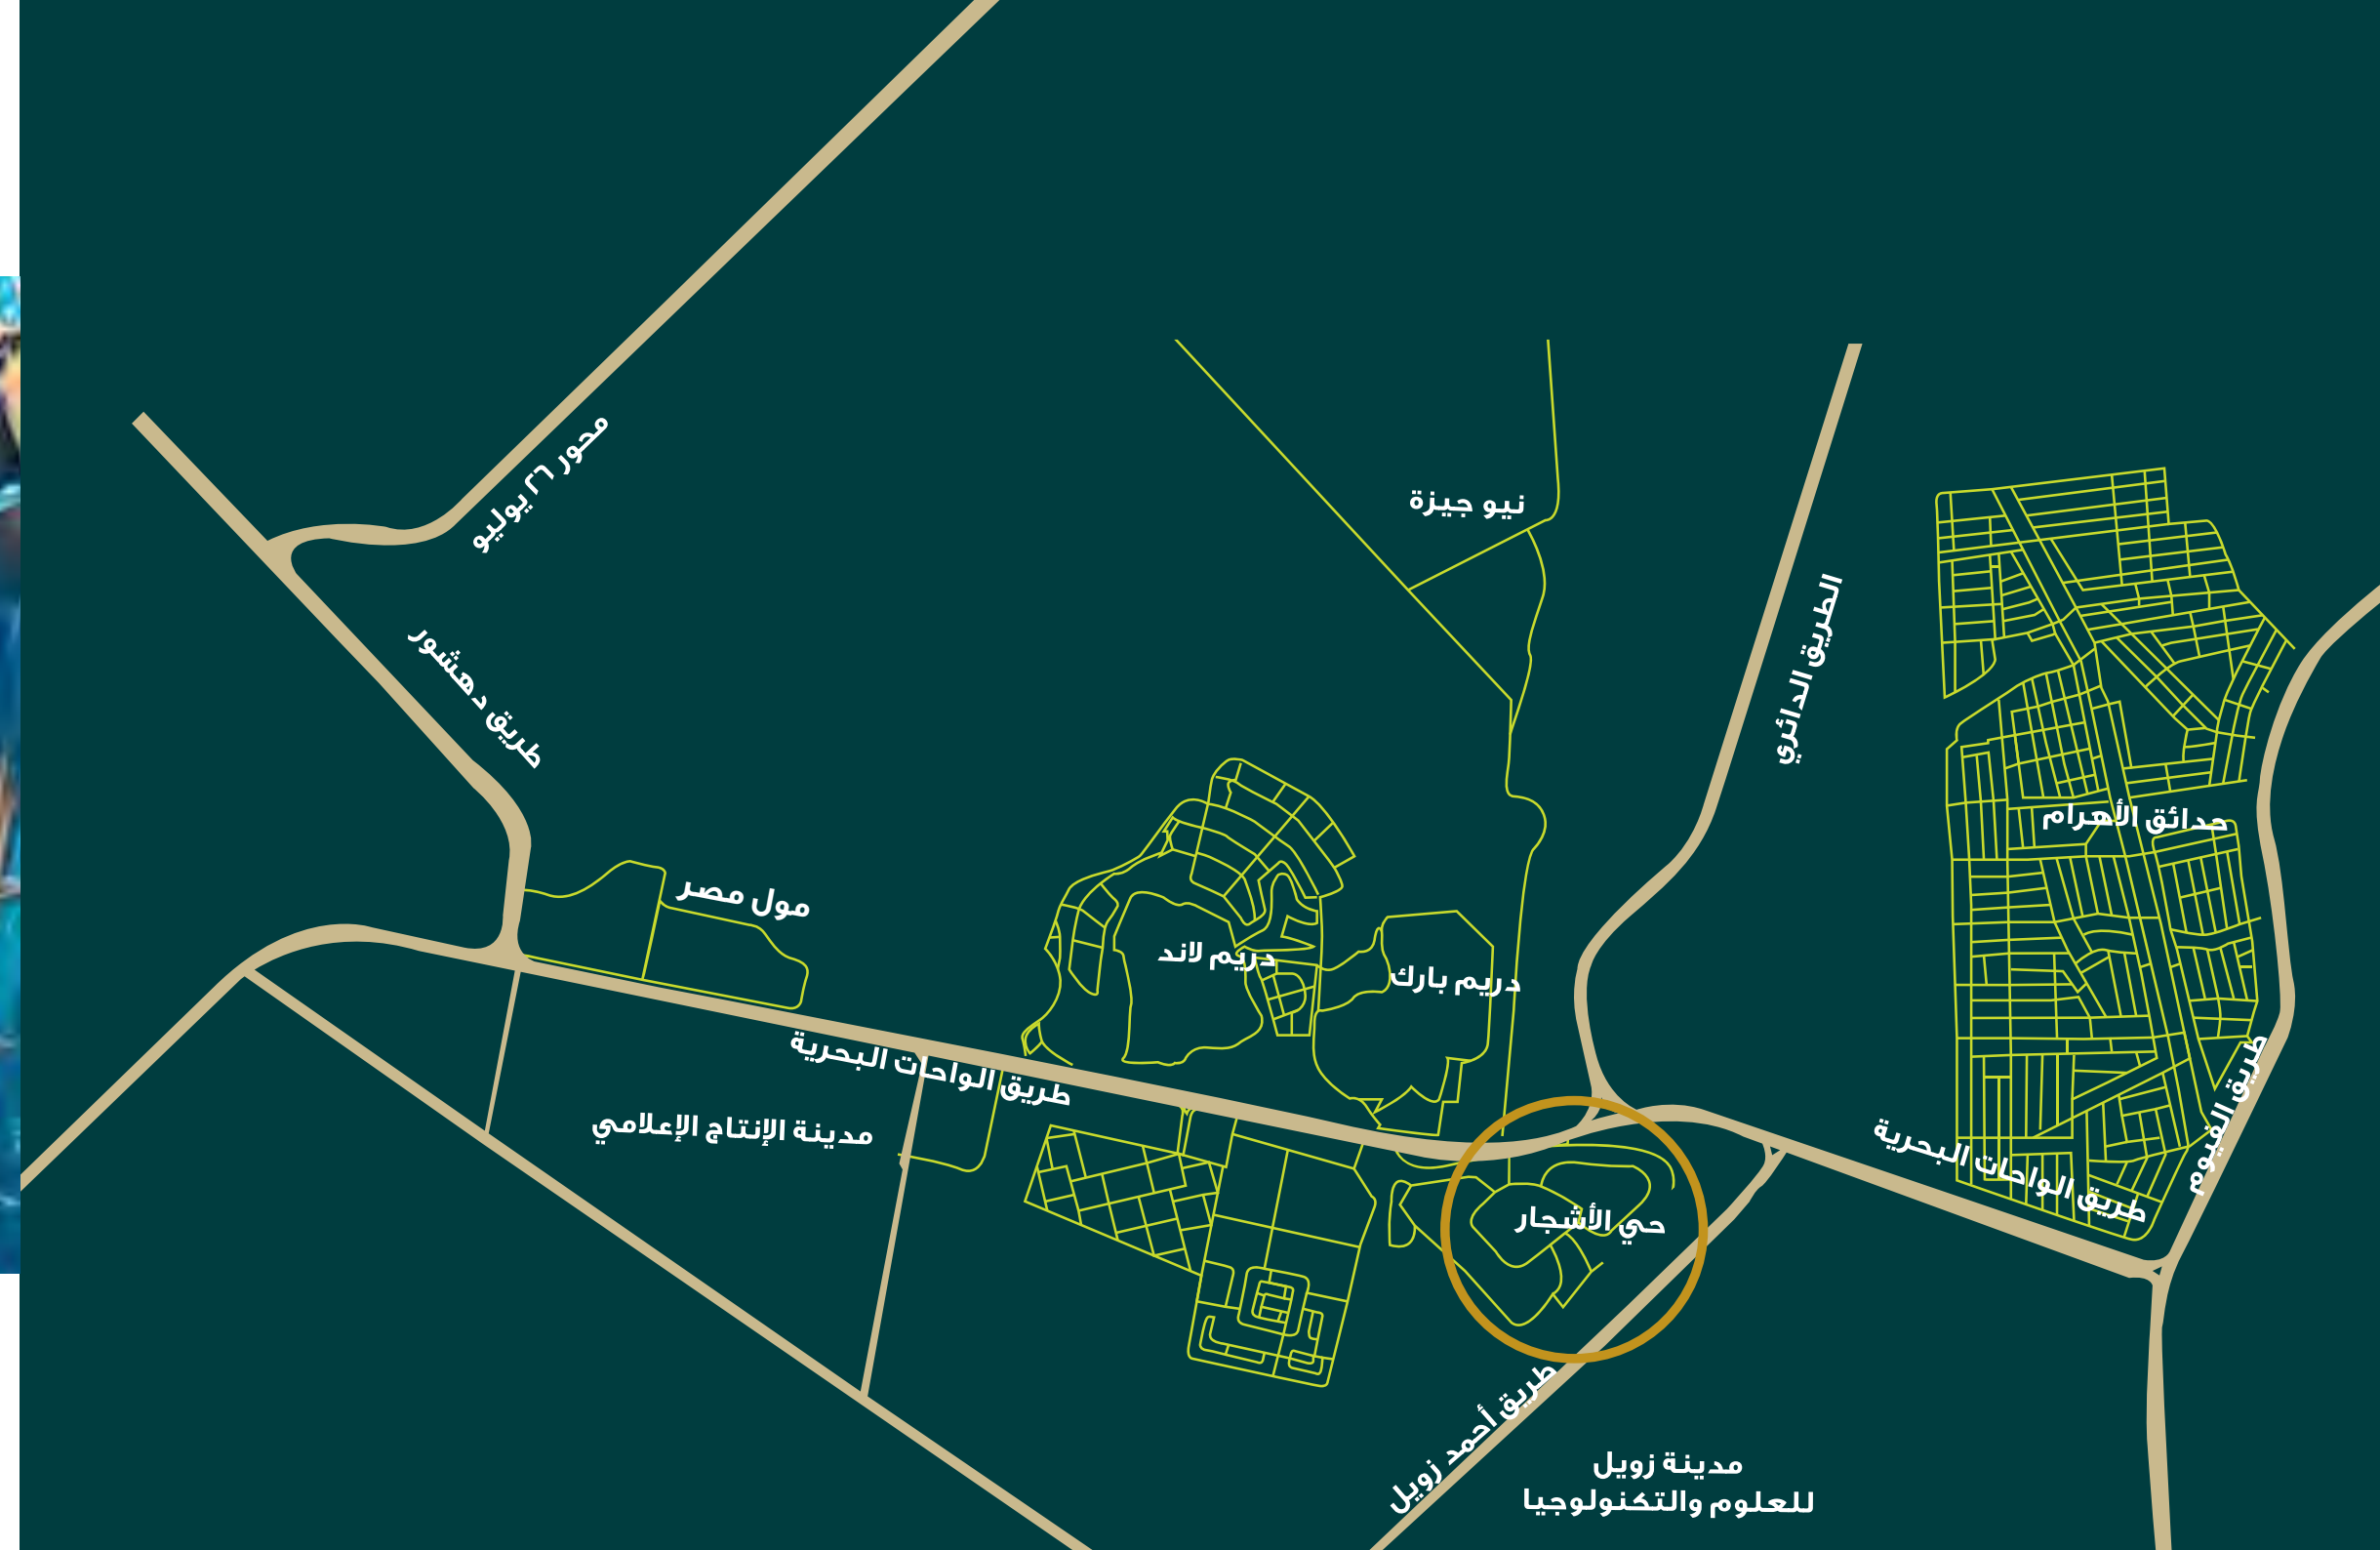 محور ٢٦ يوليو
نيو جيزة
الطريق الدائري
طريق دهشور
حدائق الأهرام
مول مصر
دريم لاند
دريم بارك
طريق الواحات البحرية
مدينة الإنتاج الإعلامي
طريق الفيوم
طريق الواحات البحرية
حي الأشجار
طريق أحمد زويل
مدينة زويل
للعلوم والتكنولوجيا